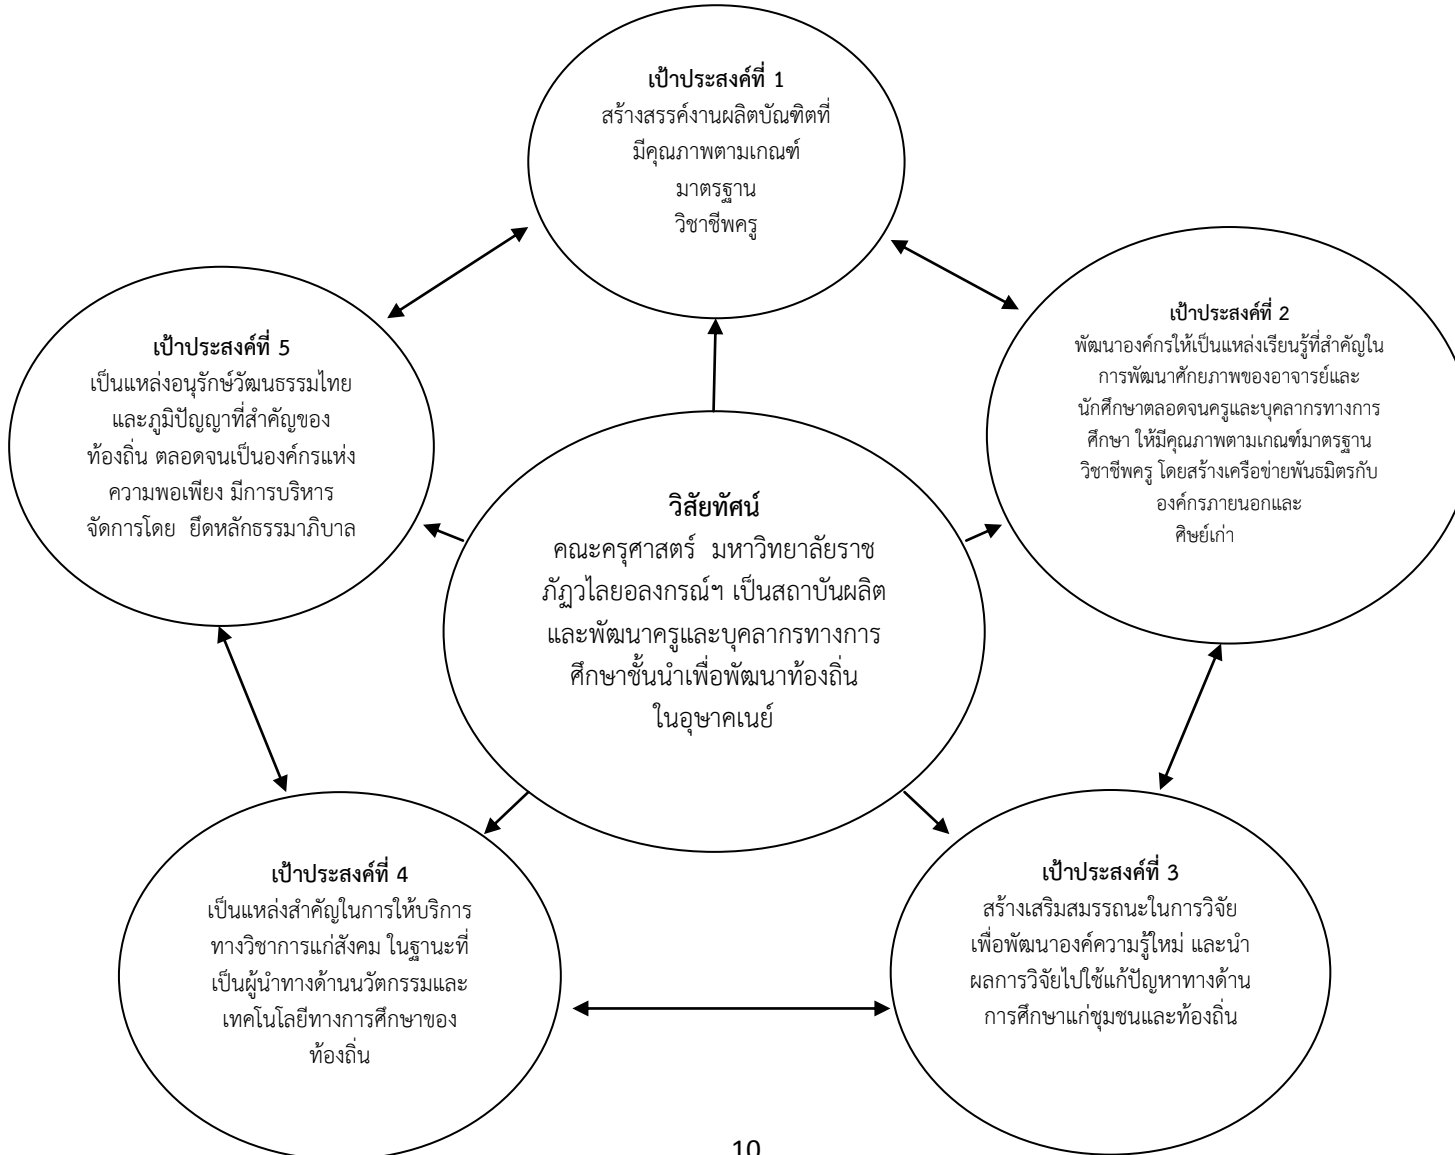 เป้าประสงค์ที่ 1
สร้างสรรค์งานผลิตบัณฑิตที่
มีคุณภาพตามเกณฑ์
มาตรฐาน
วิชาชีพครู
เป้าประสงค์ที่ 2
พัฒนาองค์กรให้เป็นแหล่งเรียนรู้ที่สำคัญใน
การพัฒนาศักยภาพของอาจารย์และ
นักศึกษาตลอดจนครูและบุคลากรทางการ
ศึกษา ให้มีคุณภาพตามเกณฑ์มาตรฐาน
วิชาชีพครู โดยสร้างเครือข่ายพันธมิตรกับ
องค์กรภายนอกและ
ศิษย์เก่า
เป้าประสงค์ที่ 5
เป็นแหล่งอนุรักษ์วัฒนธรรมไทย
และภูมิปัญญาที่สำคัญของ
ท้องถิ่น ตลอดจนเป็นองค์กรแห่ง
ความพอเพียง มีการบริหาร
จัดการโดย ยึดหลักธรรมาภิบาล
วิสัยทัศน์
คณะครุศาสตร์ มหาวิทยาลัยราช
ภัฏวไลยอลงกรณ์ฯ เป็นสถาบันผลิต
และพัฒนาครูและบุคลากรทางการ
ศึกษาชั้นนำเพื่อพัฒนาท้องถิ่น
ในอุษาคเนย์
เป้าประสงค์ที่ 4
เป็นแหล่งสำคัญในการให้บริการ
ทางวิชาการแก่สังคม ในฐานะที่
เป็นผู้นำทางด้านนวัตกรรมและ
เทคโนโลยีทางการศึกษาของ
ท้องถิ่น
เป้าประสงค์ที่ 3
สร้างเสริมสมรรถนะในการวิจัย
เพื่อพัฒนาองค์ความรู้ใหม่ และนำ
ผลการวิจัยไปใช้แก้ปัญหาทางด้าน
การศึกษาแก่ชุมชนและท้องถิ่น
10